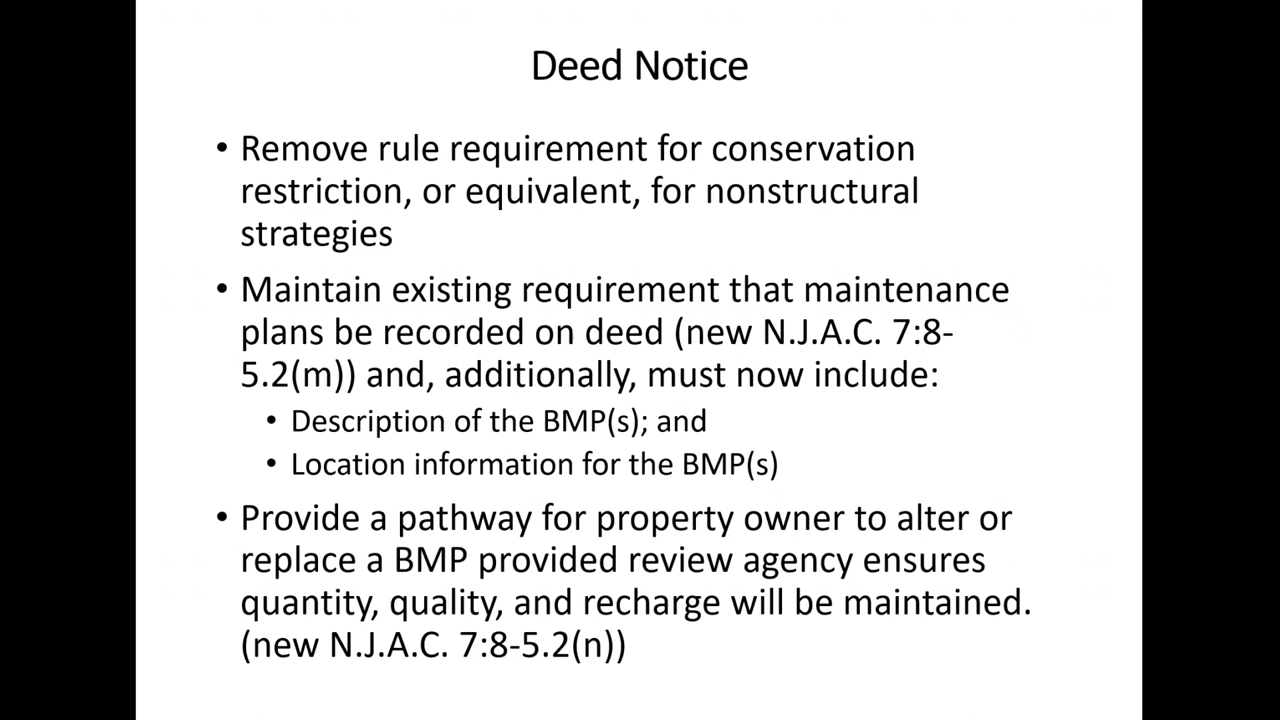 Deed Notice
• Remove rule requirement for conservation
restriction, or equivalent, for nonstructural
strategies
• Maintain existing requirement that maintenance
plans be recorded on deed (new N.J.A.C. 7:8-
5.2(m)) and, additionally, must now include:
• Description of the BMP(s); and
• Location information for the BMP(s)
• Provide a pathway for property owner to alter or
replace a BMP provided review agency ensures
quantity, quality, and recharge will be maintained.
(new N.J.A.C. 7:8-5.2(n))